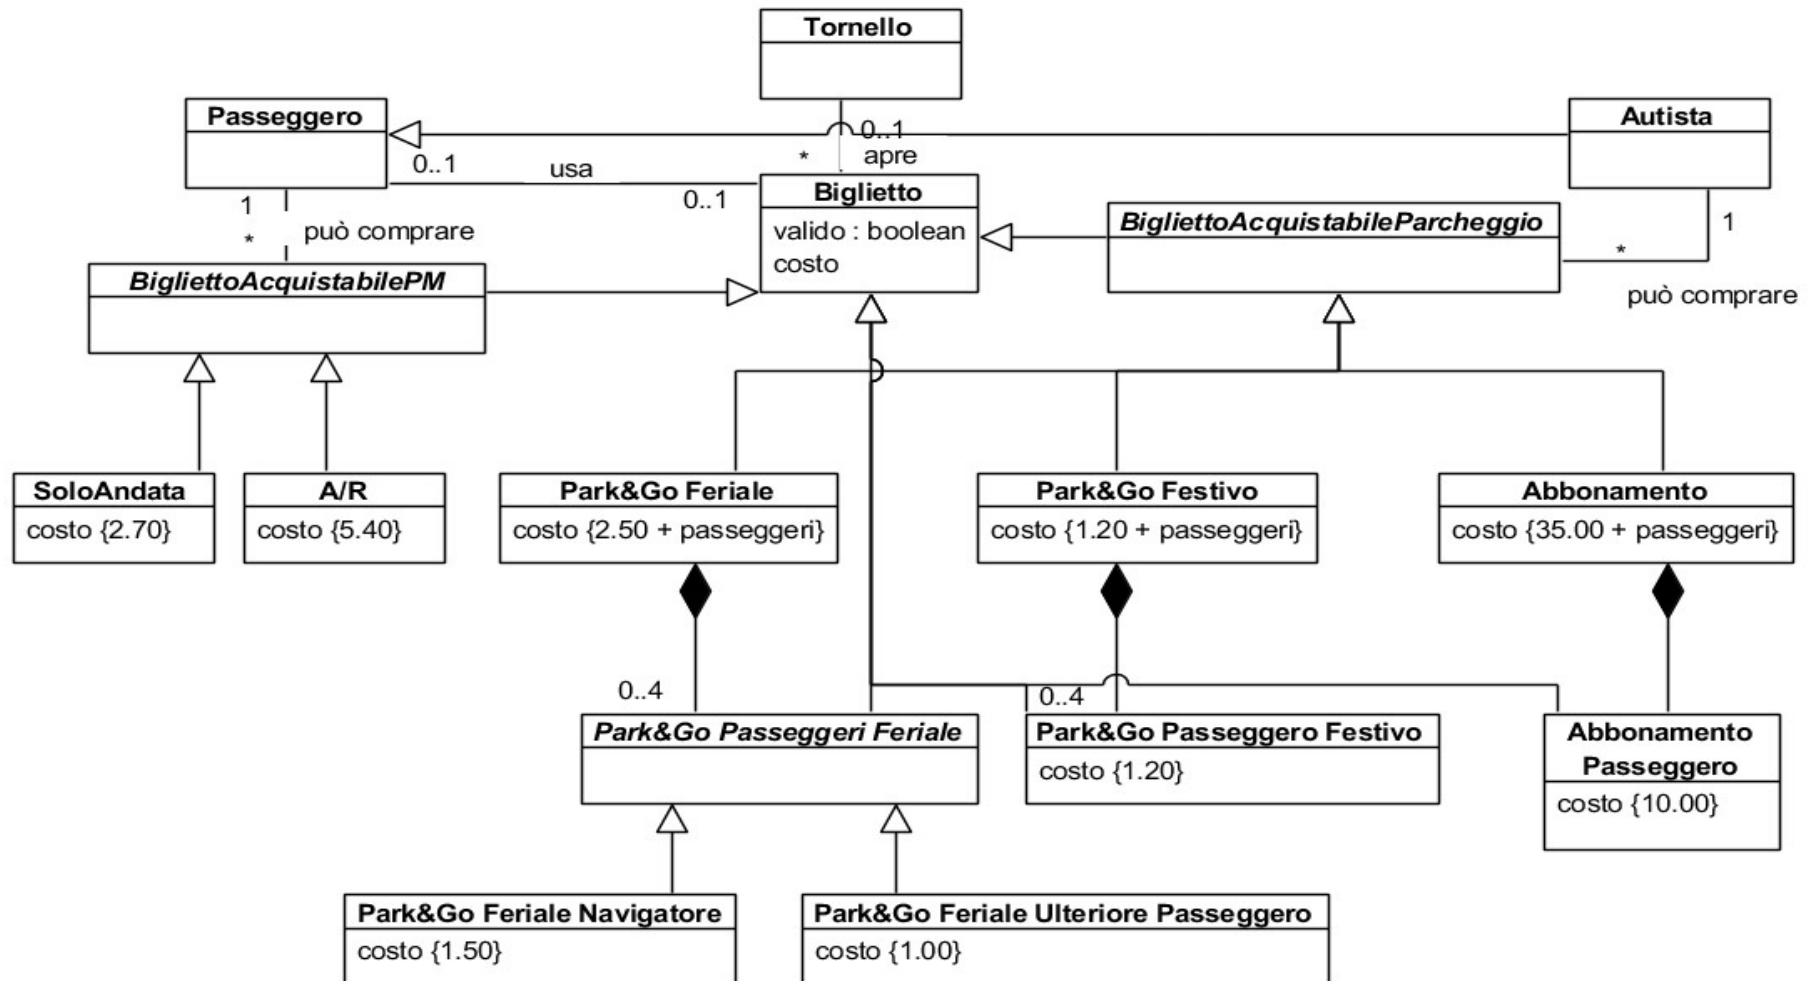 Tornello
Passeggero
Autista
0..1
0..1
usa
*
apre
0..1
1
*
può comprare
Biglietto
valido : boolean
costo
BigliettoAcquistabileParcheggio
1
*
può comprare
BigliettoAcquistabilePM
SoloAndata
costo {2.70}
A/R
costo {5.40}
Park&Go Feriale
costo {2.50 + passeggeri}
Park&Go Festivo
costo {1.20 + passeggeri}
Abbonamento
costo {35.00 + passeggeri}
0..4
0..4
Park&Go Passeggeri Feriale
Park&Go Passeggero Festivo
costo {1.20}
Abbonamento
Passeggero
costo {10.00}
Park&Go Feriale Navigatore
costo {1.50}
Park&Go Feriale Ulteriore Passeggero
costo {1.00}